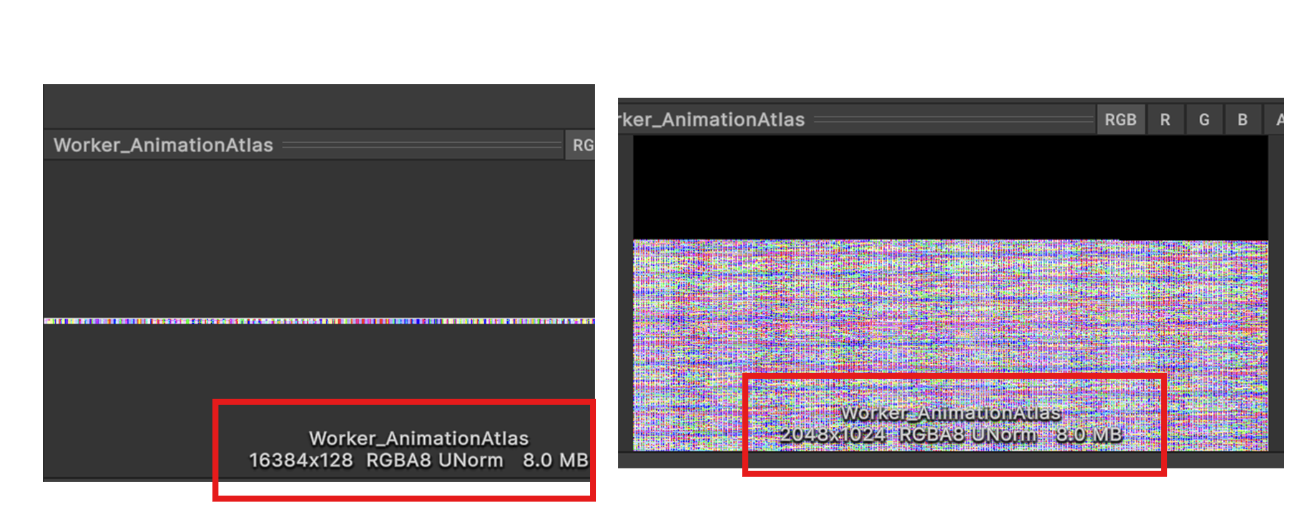 Worker_AnimationAtlas
RG
Worker_AnimationAtlas
16384x128 RGBA8 UNorm 8.0 MB
rker_AnimationAtlas
RGB R G B A
Worker_AnimationAtlas
2048x1024 RGBA8 UNorm 8.0 MB